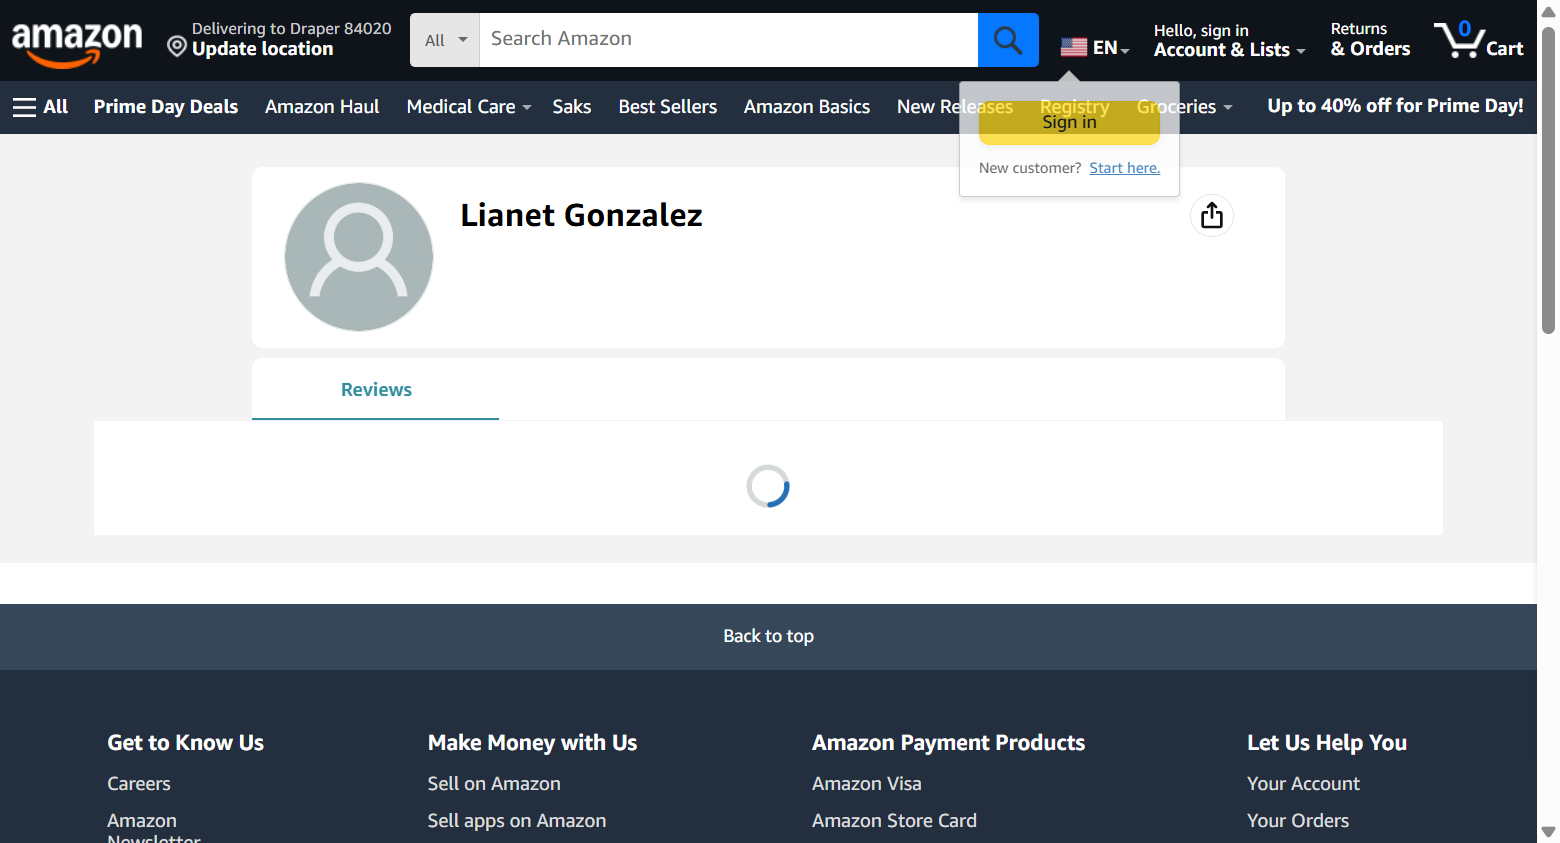 amazon
Delivering to Draper 84020
Update location
All
Search Amazon
EN
Hello, sign in
Account & Lists
Returns
& Orders
0
Cart
All
Prime Day Deals
Amazon Haul
Medical Care
Saks
Best Sellers
Amazon Basics
New Releases
Registry
Groceries
Up to 40% off for Prime Day!
Sign in
New customer? Start here.
Lianet Gonzalez
Reviews
Back to top
Get to Know Us
Make Money with Us
Amazon Payment Products
Let Us Help You
Careers
Sell on Amazon
Amazon Visa
Your Account
Amazon
Sell apps on Amazon
Amazon Store Card
Your Orders
Newsletter